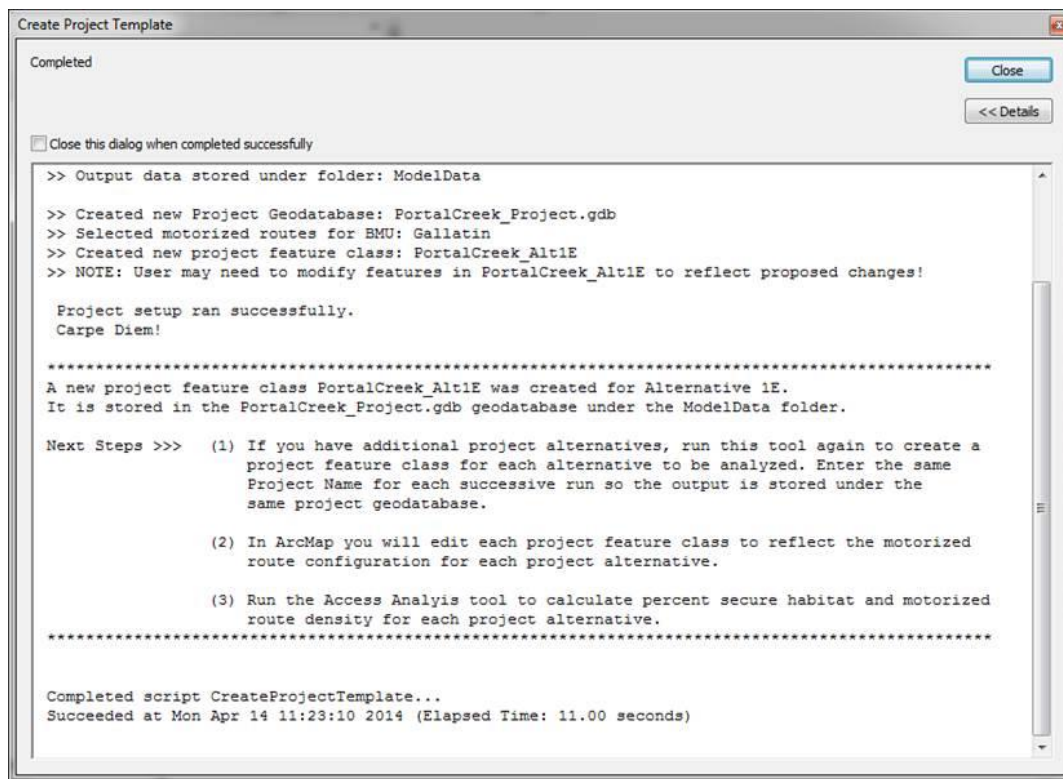 Create Project Template
Completed
Close
<< Details
Close this dialog when completed successfully
>> Output data stored under folder: ModelData
>> Created new Project Geodatabase: PortalCreek_Project.gdb
>> Selected motorized routes for BMU: Gallatin
>> Created new project feature class: PortalCreek_Alt1E
>> NOTE: User may need to modify features in PortalCreek_Alt1E to reflect proposed changes!
Project setup ran successfully.
Carpe Diem!
***************************************************************************************************
A new project feature class PortalCreek_Alt1E was created for Alternative 1E.
It is stored in the PortalCreek_Project.gdb geodatabase under the ModelData folder.
Next Steps >>> (1) If you have additional project alternatives, run this tool again to create a
project feature class for each alternative to be analyzed. Enter the same
Project Name for each successive run so the output is stored under the
same project geodatabase.
(2) In ArcMap you will edit each project feature class to reflect the motorized
route configuration for each project alternative.
(3) Run the Access Analyis tool to calculate percent secure habitat and motorized
route density for each project alternative.
***************************************************************************************************
Completed script CreateProjectTemplate...
Succeeded at Mon Apr 14 11:23:10 2014 (Elapsed Time: 11.00 seconds)